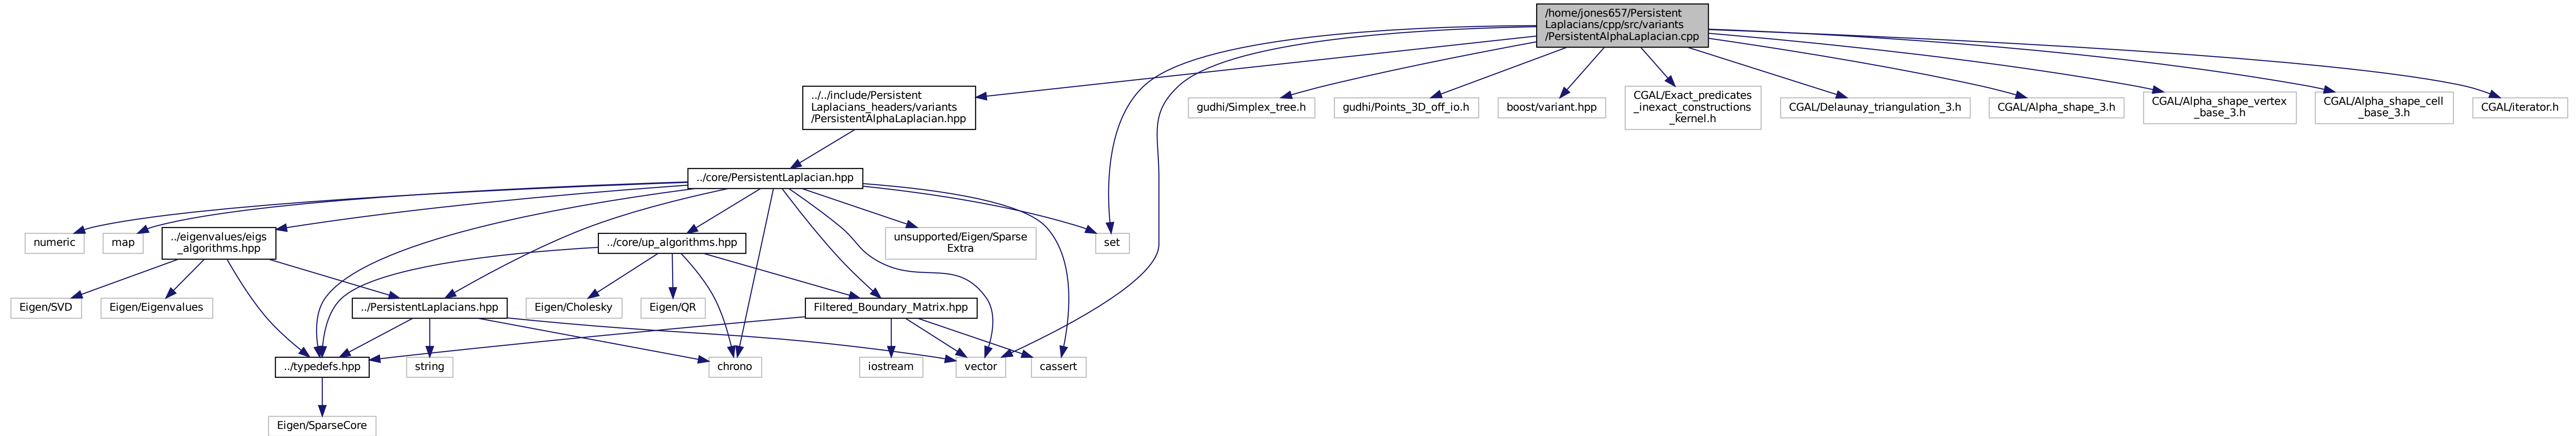 /home/jones657/Persistent
Laplacians/cpp/src/variants
/PersistentAlphaLaplacian.cpp
../../include/Persistent
Laplacians_headers/variants
/PersistentAlphaLaplacian.hpp
gudhi/Simplex_tree.h
gudhi/Points_3D_off_io.h
boost/variant.hpp
CGAL/Exact_predicates
_inexact_constructions
_kernel.h
CGAL/Delaunay_triangulation_3.h
CGAL/Alpha_shape_3.h
CGAL/Alpha_shape_vertex
_base_3.h
CGAL/Alpha_shape_cell
_base_3.h
CGAL/iterator.h
../core/PersistentLaplacian.hpp
numeric
map
../eigenvalues/eigs
_algorithms.hpp
../core/up_algorithms.hpp
unsupported/Eigen/Sparse
Extra
set
Eigen/SVD
Eigen/Eigenvalues
../PersistentLaplacians.hpp
Eigen/Cholesky
Eigen/QR
Filtered_Boundary_Matrix.hpp
../typedefs.hpp
string
chrono
iostream
vector
cassert
Eigen/SparseCore